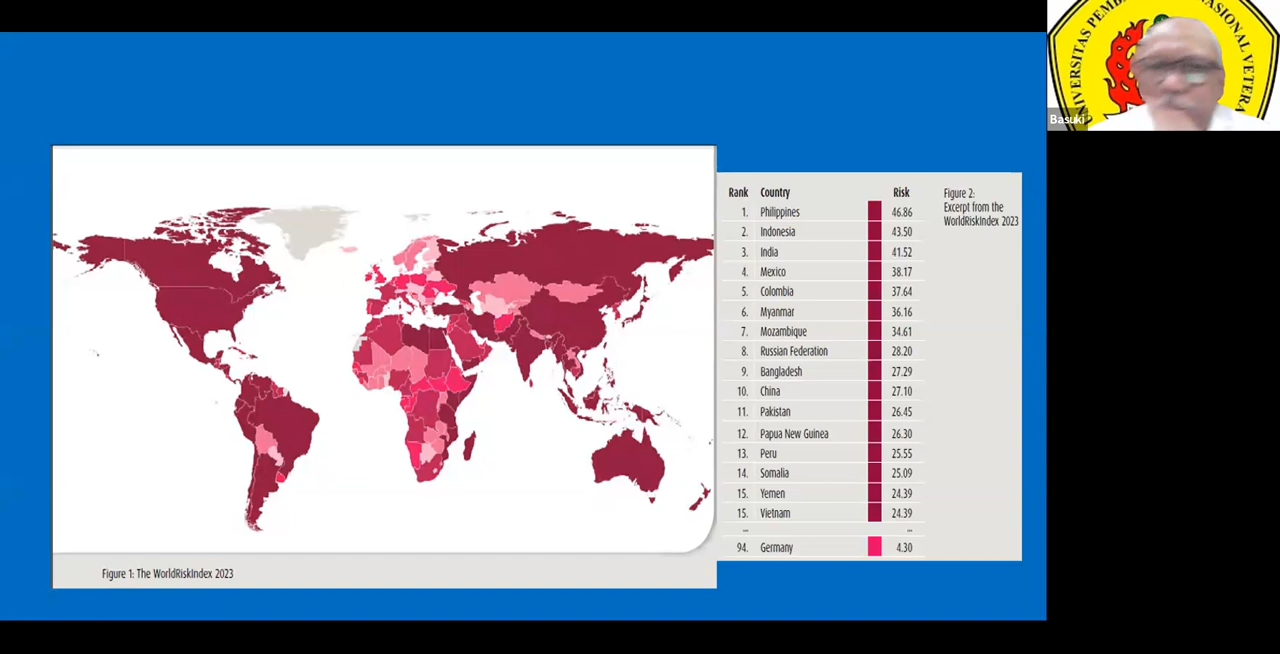 UNIVERSITAS PEMB
NASIONAL VETERA
Basuki
Rank Country Risk
1. Philippines 46.86
2. Indonesia 43.50
3. India 41.52
4. Mexico 38.17
5. Colombia 37.64
6. Myanmar 36.16
7. Mozambique 34.61
8. Russian Federation 28.20
9. Bangladesh 27.29
10. China 27.10
11. Pakistan 26.45
12. Papua New Guinea 26.30
13. Peru 25.55
14. Somalia 25.09
15. Yemen 24.39
15. Vietnam 24.39
... ...
94. Germany 4.30
Figure 2:
Excerpt from the
WorldRiskIndex 2023
Figure 1: The WorldRiskIndex 2023